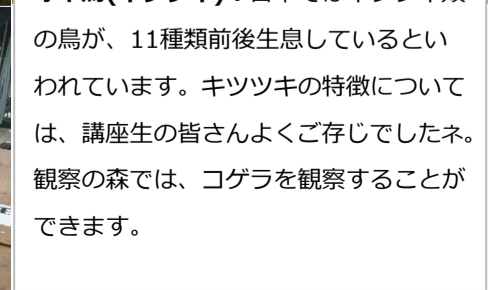 の鳥が、11種類前後生息しているとい
われています。キツツキの特徴について
は、講座生の皆さんよくご存じでしたネ。
観察の森では、コゲラを観察することが
できます。